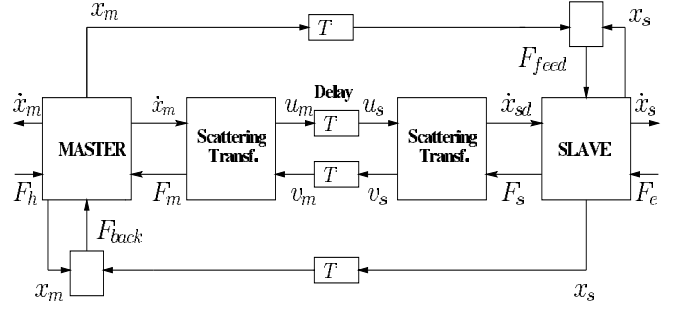 x_m
T
x_s
F_feed
Delay
ẋ_m
ẋ_m
u_m
T
u_s
ẋ_sd
ẋ_s
MASTER
Scattering Transf.
Scattering Transf.
SLAVE
F_h
F_m
v_m
T
v_s
F_s
F_e
F_back
x_m
T
x_s